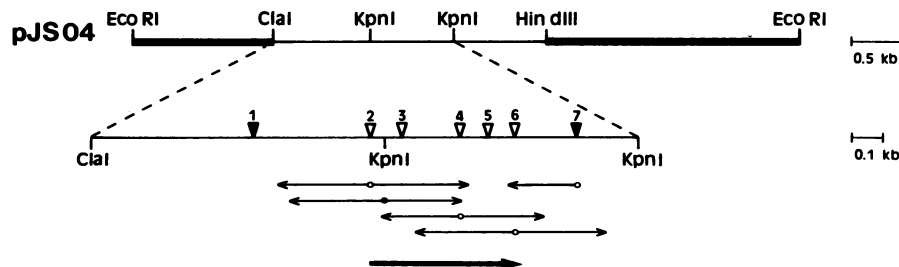 Eco RI ClaI KpnI KpnI Hin dIII Eco RI
pJS04
0.5 kb
1 2 3 4 5 6 7
ClaI KpnI KpnI
0.1 kb